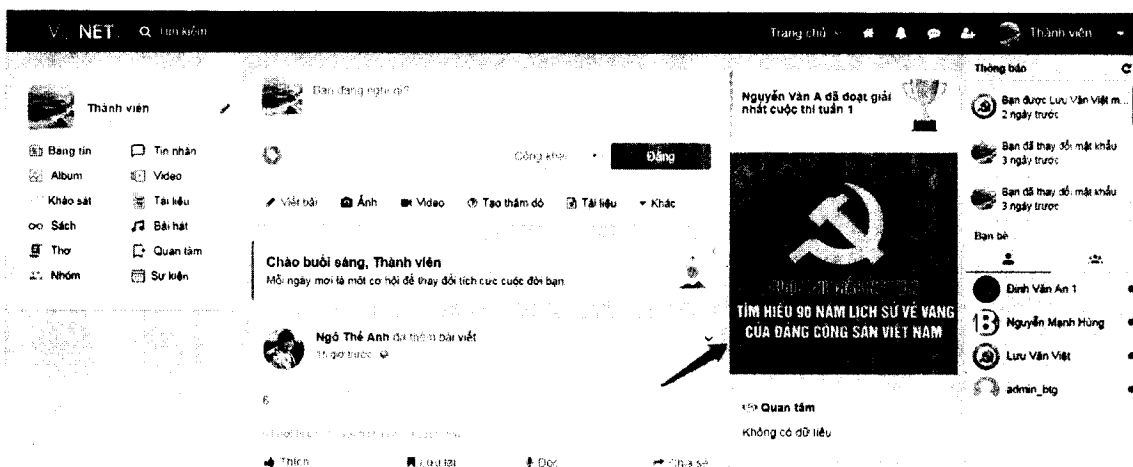 NET.
Tìm kiếm
Trang chủ
Thành viên
Thành viên
Bảng tin
Tin nhắn
Album
Video
Khảo sát
Tài liệu
Sách
Bài hát
Thơ
Quan tâm
Nhóm
Sự kiện
Bạn đang nghĩ gì?
Công khai
Đăng
Viết bài
Ảnh
Video
Tạo thăm dò
Tài liệu
Khác
Chào buổi sáng, Thành viên
Mỗi ngày mới là một cơ hội để thay đổi tích cực cuộc đời bạn
Ngô Thế Anh đã thêm bài viết
15 giờ trước
6
Thích
Lưu lại
Đọc
Chia sẻ
Nguyễn Văn A đã đoạt giải
nhất cuộc thi tuần 1
TÌM HIỂU 90 NĂM LỊCH SỬ VẺ VANG
CỦA ĐẢNG CỘNG SẢN VIỆT NAM
Quan tâm
Không có dữ liệu
Thông báo
Bạn được Lưu Văn Việt m...
2 ngày trước
Bạn đã thay đổi mật khẩu
3 ngày trước
Bạn đã thay đổi mật khẩu
3 ngày trước
Bạn bè
Đinh Văn An 1
Nguyễn Mạnh Hùng
Lưu Văn Việt
admin_btg